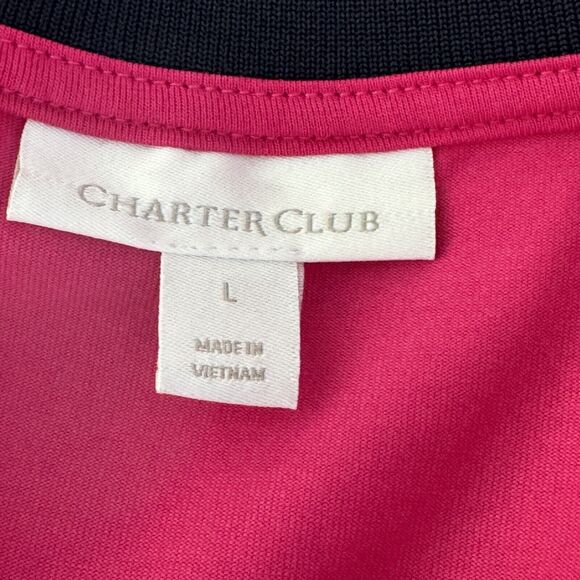 CHARTER CLUB
L
MADE IN
VIETNAM